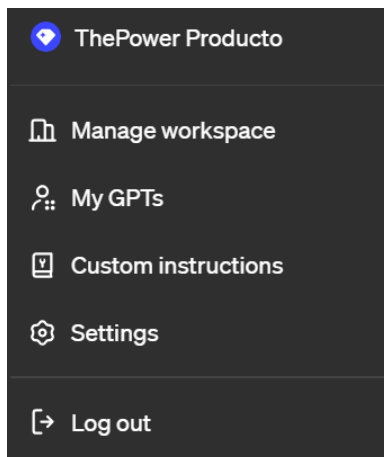 ThePower Producto
Manage workspace
My GPTs
Custom instructions
Settings
Log out